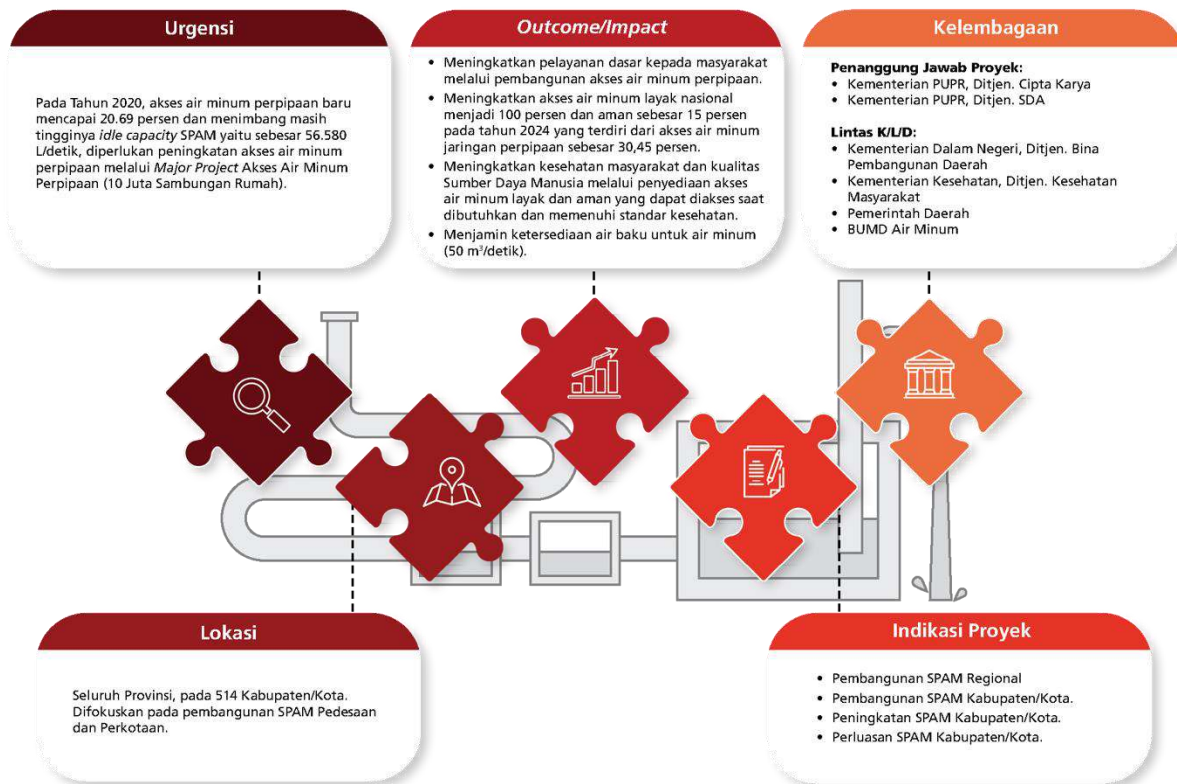 Urgensi
Pada Tahun 2020, akses air minum perpipaan baru
mencapai 20.69 persen dan menimbang masih
tingginya idle capacity SPAM yaitu sebesar 56.580
L/detik, diperlukan peningkatan akses air minum
perpipaan melalui Major Project Akses Air Minum
Perpipaan (10 Juta Sambungan Rumah).
Outcome/Impact
• Meningkatkan pelayanan dasar kepada masyarakat
melalui pembangunan akses air minum perpipaan.
• Meningkatkan akses air minum layak nasional
menjadi 100 persen dan aman sebesar 15 persen
pada tahun 2024 yang terdiri dari akses air minum
jaringan perpipaan sebesar 30,45 persen.
• Meningkatkan kesehatan masyarakat dan kualitas
Sumber Daya Manusia melalui penyediaan akses
air minum layak dan aman yang dapat diakses saat
dibutuhkan dan memenuhi standar kesehatan.
• Menjamin ketersediaan air baku untuk air minum
(50 m³/detik).
Kelembagaan
Penanggung Jawab Proyek:
• Kementerian PUPR, Ditjen. Cipta Karya
• Kementerian PUPR, Ditjen. SDA
Lintas K/L/D:
• Kementerian Dalam Negeri, Ditjen. Bina
Pembangunan Daerah
• Kementerian Kesehatan, Ditjen. Kesehatan
Masyarakat
• Pemerintah Daerah
• BUMD Air Minum
Lokasi
Seluruh Provinsi, pada 514 Kabupaten/Kota.
Difokuskan pada pembangunan SPAM Pedesaan
dan Perkotaan.
Indikasi Proyek
• Pembangunan SPAM Regional
• Pembangunan SPAM Kabupaten/Kota.
• Peningkatan SPAM Kabupaten/Kota.
• Perluasan SPAM Kabupaten/Kota.